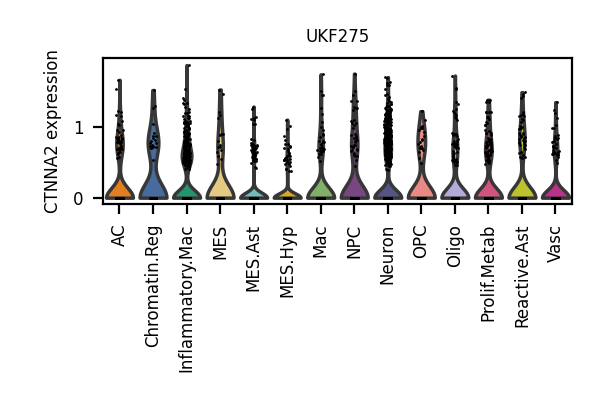 UKF275
CTNNA2 expression
1
0
AC
Chromatin.Reg
Inflammatory.Mac
MES
MES.Ast
MES.Hyp
Mac
NPC
Neuron
OPC
Oligo
Prolif.Metab
Reactive.Ast
Vasc